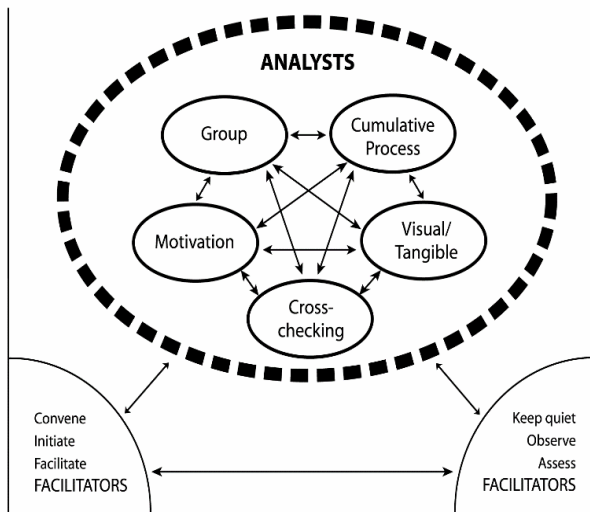 ANALYSTS
Group
Cumulative
Process
Motivation
Visual/
Tangible
Cross-
checking
Convene
Initiate
Facilitate
FACILITATORS
Keep quiet
Observe
Assess
FACILITATORS